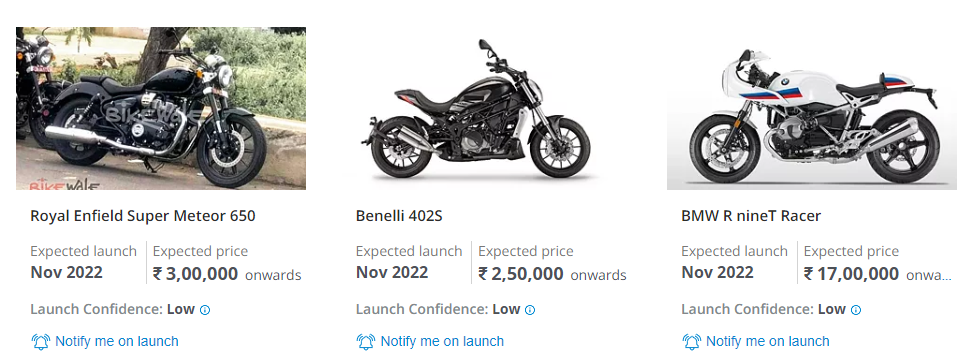 BIKEWALE
BIKEWALE
Royal Enfield Super Meteor 650
Expected launch
Expected price
Nov 2022
₹ 3,00,000 onwards
Launch Confidence: Low
Notify me on launch
Benelli 402S
Expected launch
Expected price
Nov 2022
₹ 2,50,000 onwards
Launch Confidence: Low
Notify me on launch
BMW R nineT Racer
Expected launch
Expected price
Nov 2022
₹ 17,00,000 onwa...
Launch Confidence: Low
Notify me on launch